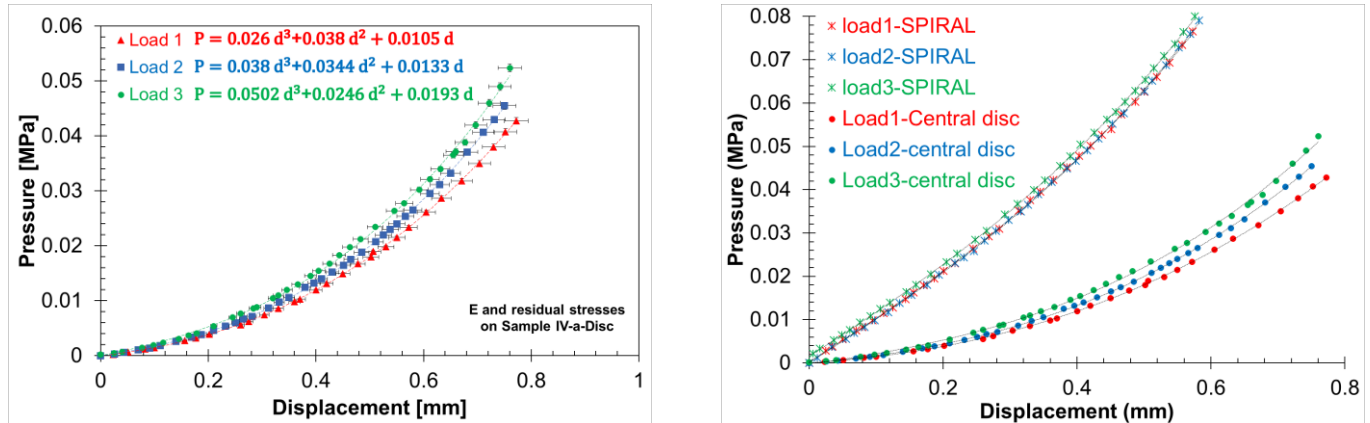 0.06
0.05
0.04
0.03
0.02
0.01
0
Pressure [MPa]
Load 1 P = 0.026 d³+0.038 d² + 0.0105 d
Load 2 P = 0.038 d³+0.0344 d² + 0.0133 d
Load 3 P = 0.0502 d³+0.0246 d² + 0.0193 d
E and residual stresses
on Sample IV-a-Disc
0 0.2 0.4 0.6 0.8 1
Displacement [mm]
0.08
0.07
0.06
0.05
0.04
0.03
0.02
0.01
0
Pressure (MPa)
load1-SPIRAL
load2-SPIRAL
load3-SPIRAL
Load1-Central disc
Load2-central disc
Load3-central disc
0 0.2 0.4 0.6 0.8
Displacement (mm)